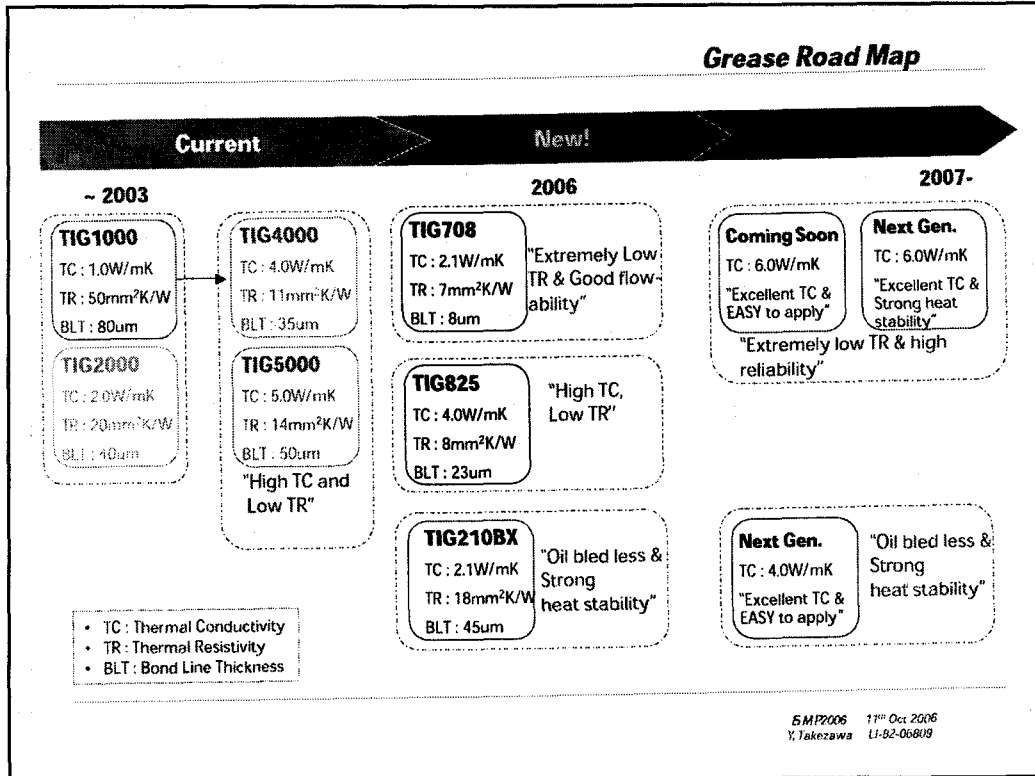 Grease Road Map
Current
New!
~ 2003
2006
2007-
TIG1000
TC : 1.0W/mK
TR : 50mm²K/W
BLT : 80um
TIG2000
TC : 2.0W/mK
TR : 20mm²K/W
BLT : 40um
TIG4000
TC : 4.0W/mK
TR : 11mm²K/W
BLT : 35um
TIG5000
TC : 5.0W/mK
TR : 14mm²K/W
BLT : 50um
"High TC and
Low TR"
TIG708
TC : 2.1W/mK
TR : 7mm²K/W
BLT : 8um
"Extremely Low
TR & Good flow-
ability"
TIG825
TC : 4.0W/mK
TR : 8mm²K/W
BLT : 23um
"High TC,
Low TR"
TIG210BX
TC : 2.1W/mK
TR : 18mm²K/W
BLT : 45um
"Oil bled less &
Strong
heat stability"
Coming Soon
TC : 6.0W/mK
"Excellent TC &
EASY to apply"
Next Gen.
TC : 6.0W/mK
"Excellent TC &
Strong heat
stability"
"Extremely low TR & high
reliability"
Next Gen.
TC : 4.0W/mK
"Excellent TC &
EASY to apply"
"Oil bled less &
Strong
heat stability"
• TC : Thermal Conductivity
• TR : Thermal Resistivity
• BLT : Bond Line Thickness
2006 11th Oct 2006
Y, Takezawa